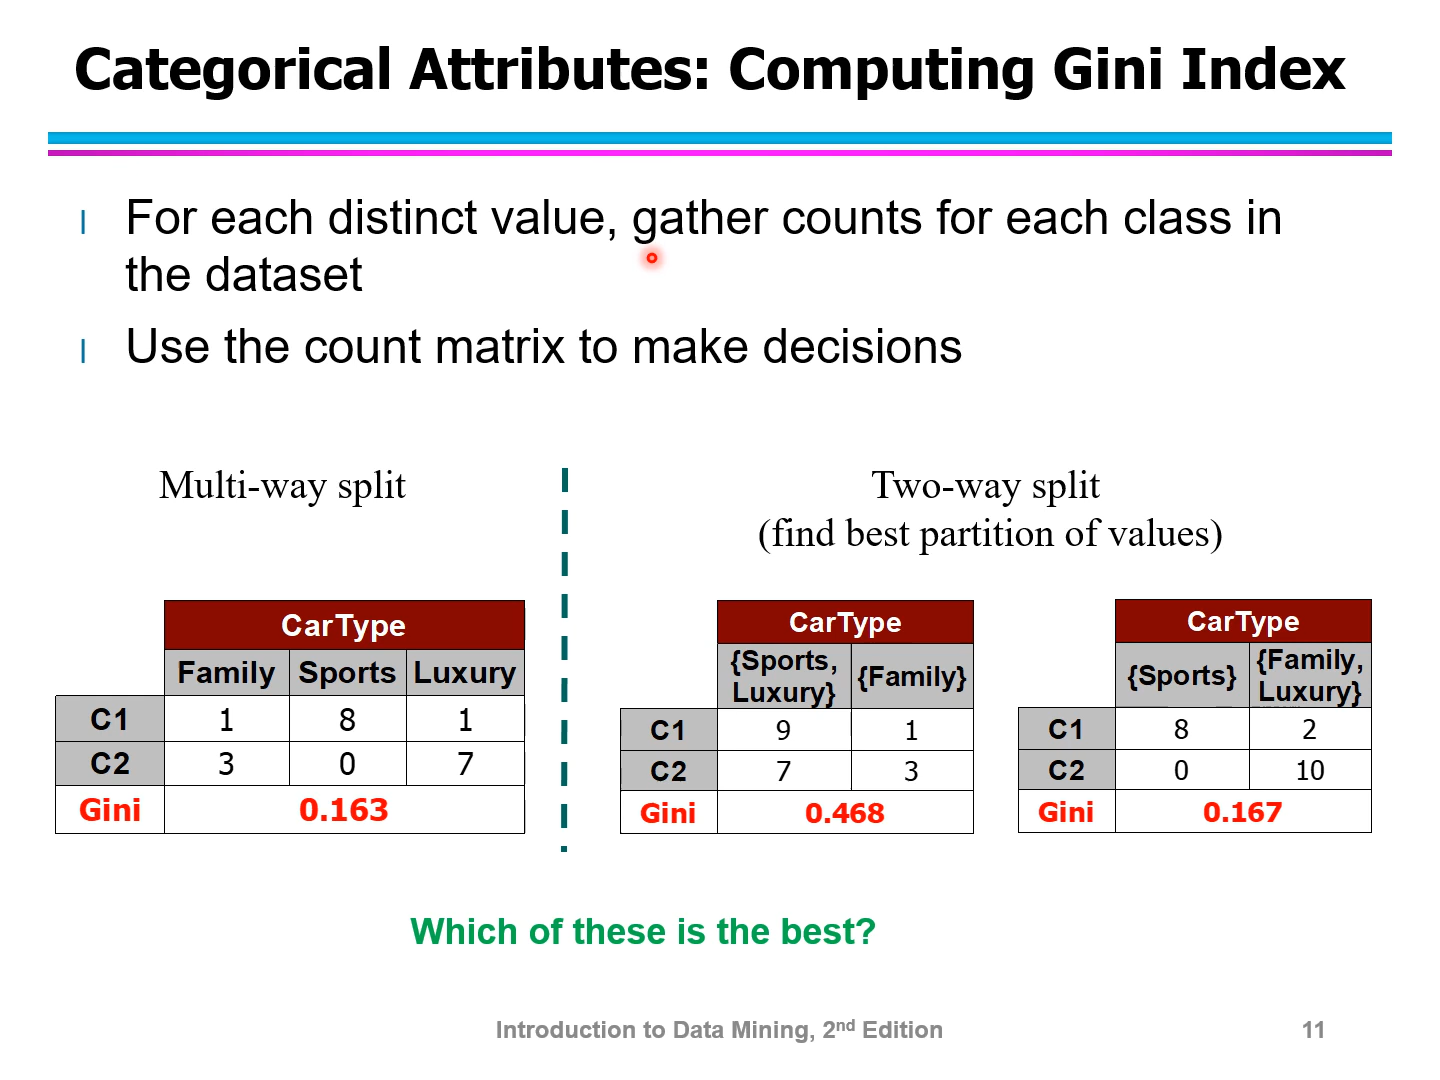 Categorical Attributes: Computing Gini Index
l For each distinct value, gather counts for each class in
the dataset
l Use the count matrix to make decisions
Multi-way split
Two-way split
(find best partition of values)
CarType
Family Sports Luxury
C1 1 8 1
C2 3 0 7
Gini 0.163
CarType
{Sports,
Luxury} {Family}
C1 9 1
C2 7 3
Gini 0.468
CarType
{Sports} {Family,
Luxury}
C1 8 2
C2 0 10
Gini 0.167
Which of these is the best?
Introduction to Data Mining, 2nd Edition 11